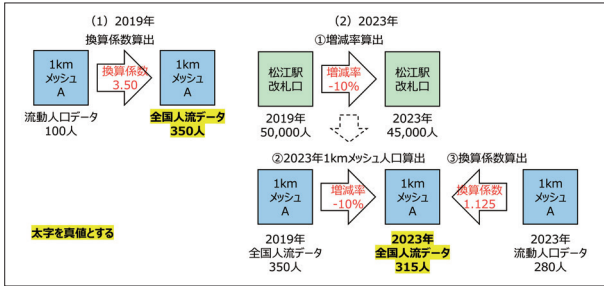 (1) 2019年
換算係数算出
1km
メッシュ
A
換算係数
3.50
1km
メッシュ
A
流動人口データ
100人
全国人流データ
350人
太字を真値とする
(2) 2023年
①増減率算出
松江駅
改札口
増減率
-10%
松江駅
改札口
2019年
50,000人
2023年
45,000人
②2023年1kmメッシュ人口算出
③換算係数算出
1km
メッシュ
A
増減率
-10%
1km
メッシュ
A
換算係数
1.125
1km
メッシュ
A
2019年
全国人流データ
350人
2023年
全国人流データ
315人
2023年
流動人口データ
280人